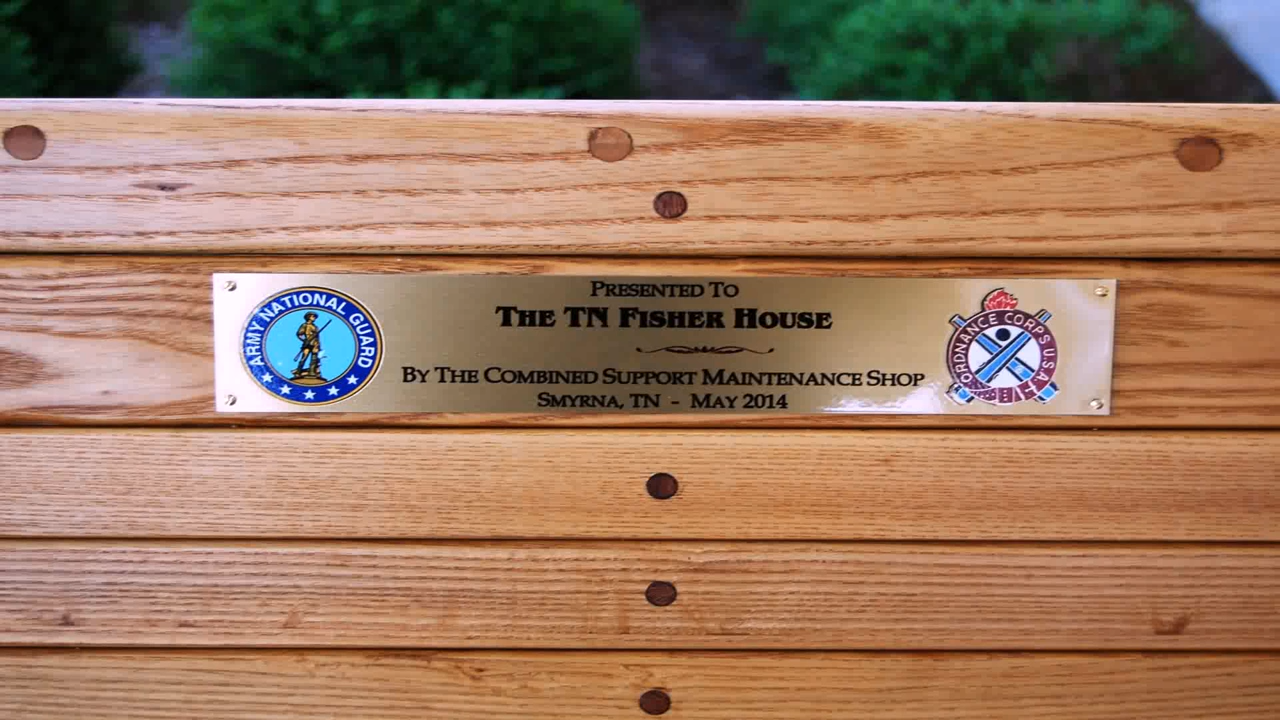 PRESENTED TO
THE TN FISHER HOUSE
BY THE COMBINED SUPPORT MAINTENANCE SHOP
SMYRNA, TN - MAY 2014
ARMY NATIONAL GUARD
ORDNANCE CORPS U.S.A.